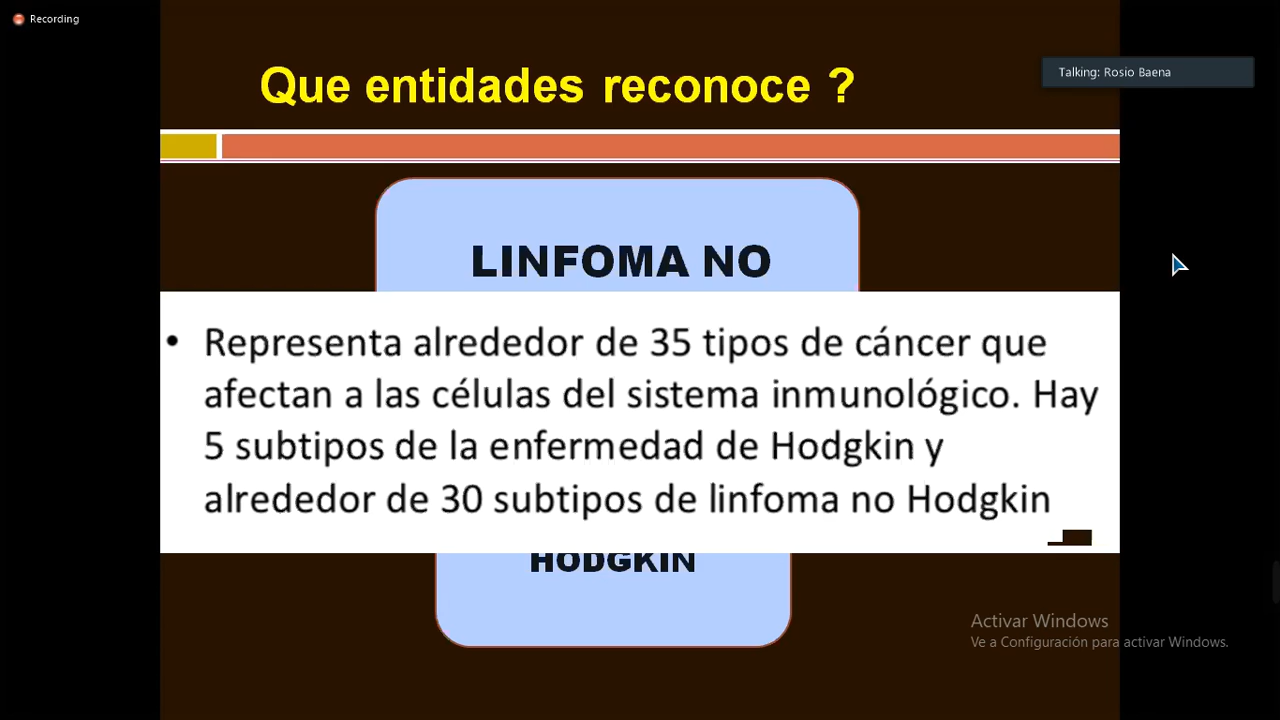 Recording
Que entidades reconoce ?
Talking: Rosio Baena
LINFOMA NO
• Representa alrededor de 35 tipos de cáncer que
afectan a las células del sistema inmunológico. Hay
5 subtipos de la enfermedad de Hodgkin y
alrededor de 30 subtipos de linfoma no Hodgkin
HODGKIN
Activar Windows
Ve a Configuración para activar Windows.